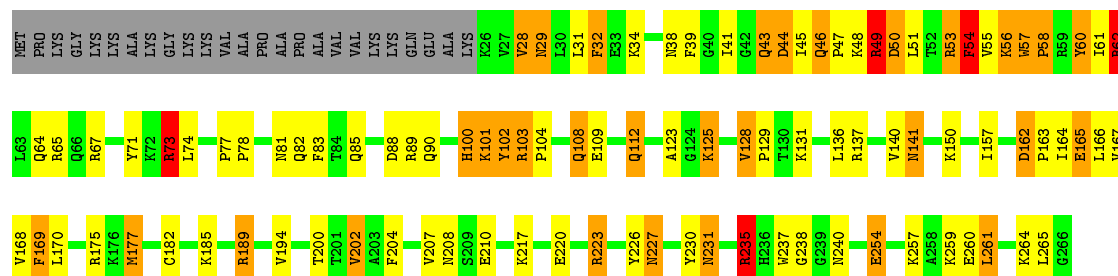 MET PRO LYS GLY LYS LYS ALA LYS GLY LYS LYS VAL ALA PRO ALA PRO ALA VAL VAL LYS LYS GLN GLU ALA LYS K26 V27 V28 N29 L30 L31 F32 E33 K34 N38 F39 G40 I41 G42 Q43 D44 I45 Q46 P47 K48 R49 D50 L51 T52 R53 F54 V55 K56 W57 P58 R59 Y60 I61 R62
L63 Q64 R65 Q66 R67 Y71 K72 R73 L74 P77 P78 N81 Q82 F83 T84 Q85 D88 R89 Q90 H100 K101 Y102 R103 P104 Q108 E109 Q112 A123 G124 K125 V128 P129 T130 K131 L136 R137 V140 N141 K150 I157 D162 P163 I164 E165 L166 V167
V168 F169 L170 R175 K176 M177 C182 K185 R189 V194 T200 T201 V202 A203 F204 V207 N208 S209 E210 K217 E220 R223 Y226 N227 Y230 N231 R235 H236 W237 G238 G239 N240 E254 K257 A258 K259 E260 L261 K264 L265 G266